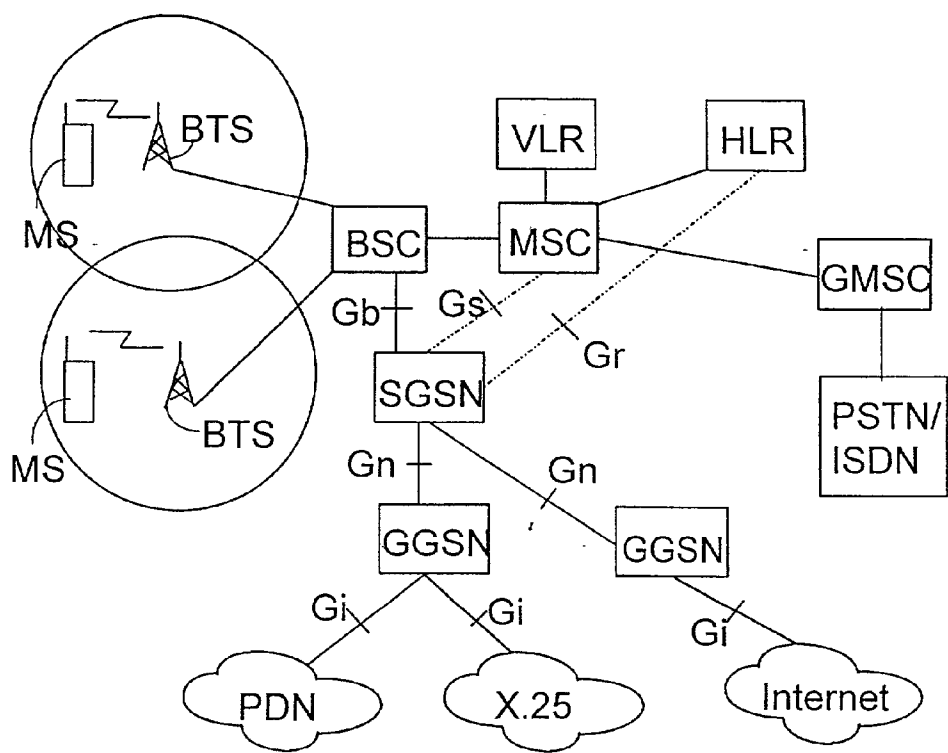 BTS
MS
VLR
HLR
BSC
MSC
GMSC
Gb
Gs
Gr
SGSN
PSTN/
ISDN
BTS
MS
Gn
Gn
GGSN
GGSN
Gi
Gi
Gi
PDN
X.25
Internet